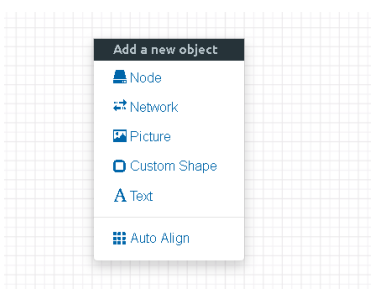 Add a new object
Node
Network
Picture
Custom Shape
Text
Auto Align